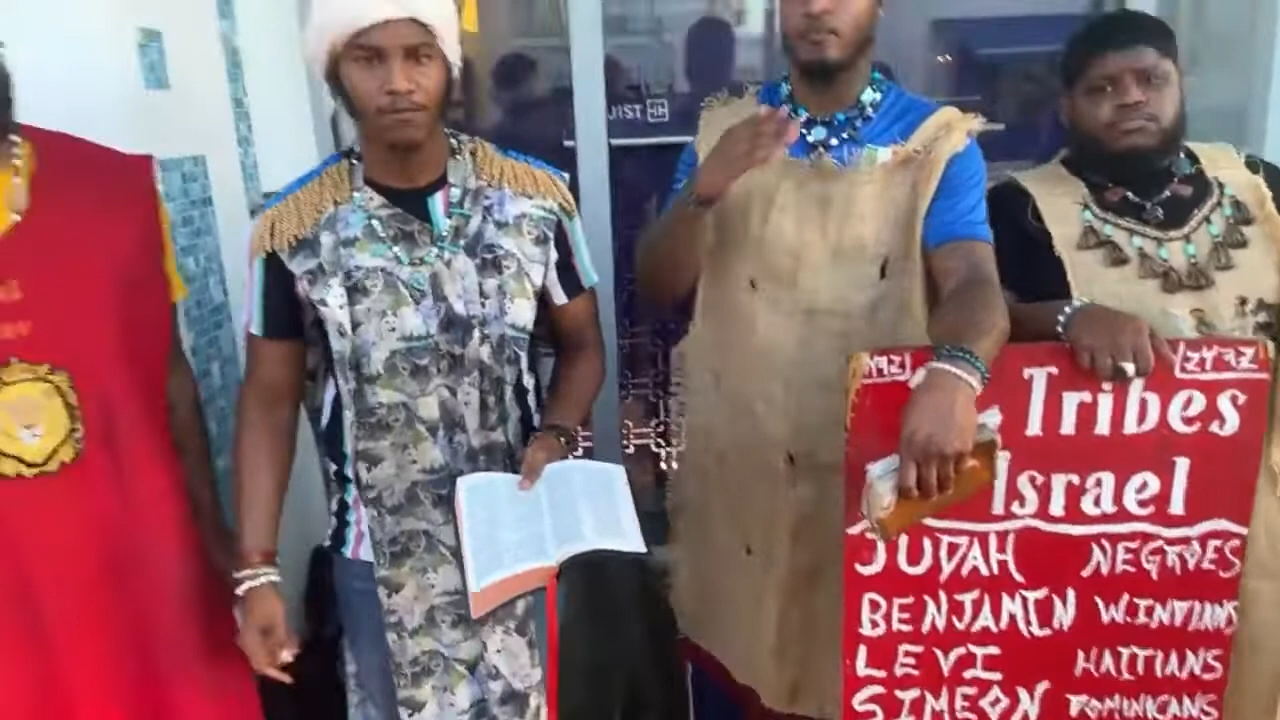 Tribes
Israel
JUDAH NEGROES
BENJAMIN W.INDIANS
LEVI HAITIANS
SIMEON DOMINICANS